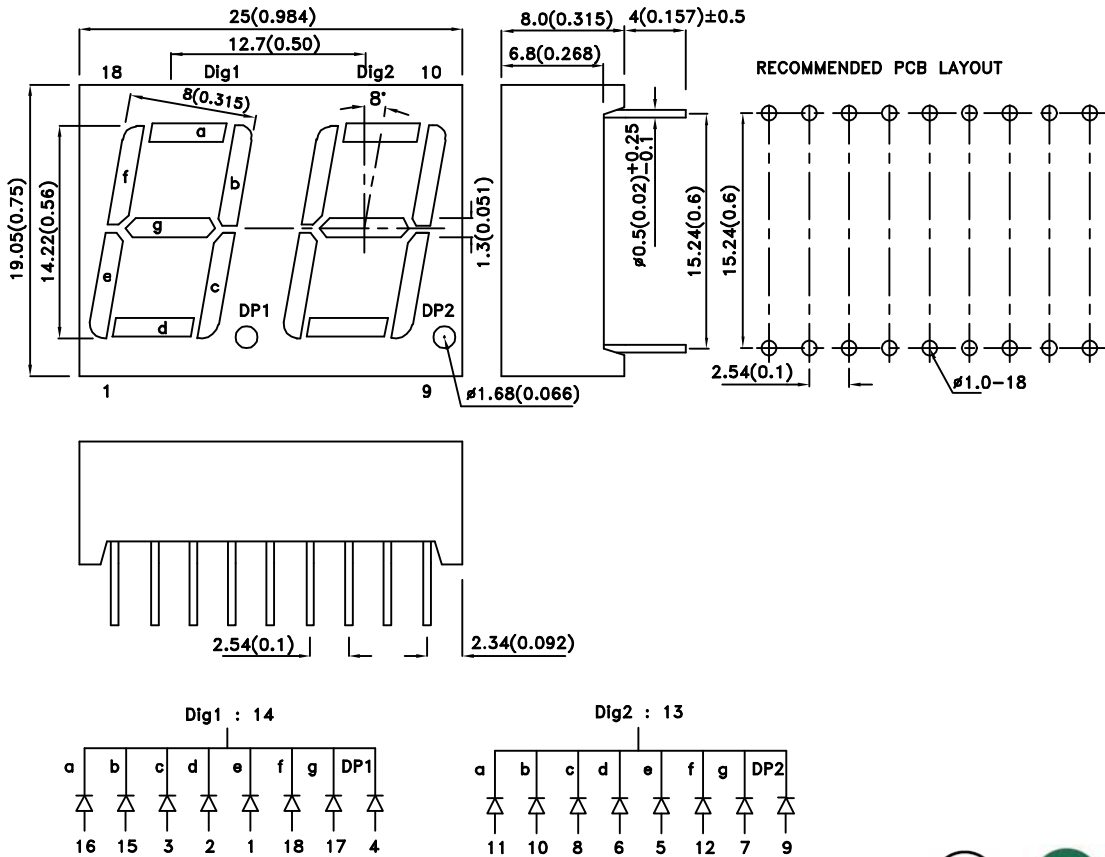 25(0.984)
12.7(0.50)
18 Dig1 Dig2 10
8(0.315)
8°
a
f
b
g
e
c
d
DP1 DP2
19.05(0.75)
14.22(0.56)
1.3(0.051)
1 9
ø1.68(0.066)
8.0(0.315) 4(0.157)±0.5
6.8(0.268)
ø0.5(0.02)+0.25
-0.1
15.24(0.6)
RECOMMENDED PCB LAYOUT
15.24(0.6)
2.54(0.1)
ø1.0-18
2.54(0.1) 2.34(0.092)
Dig1 : 14
a b c d e f g DP1
16 15 3 2 1 18 17 4
Dig2 : 13
a b c d e f g DP2
11 10 8 6 5 12 7 9